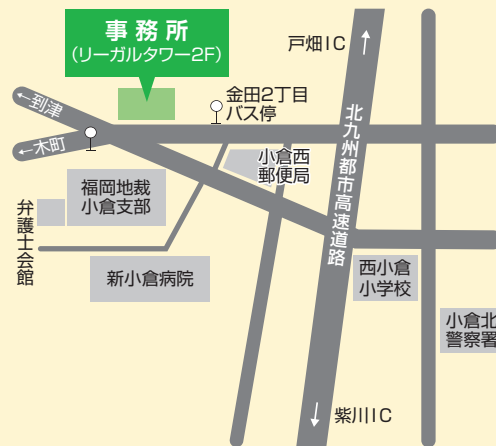 事務所
(リーガルタワー2F)
戸畑IC
↑
←到津
金田2丁目
バス停
←木町
北九州都市高速道路
小倉西
郵便局
福岡地裁
小倉支部
弁護士会館
新小倉病院
西小倉
小学校
小倉北
警察署
↓
紫川IC